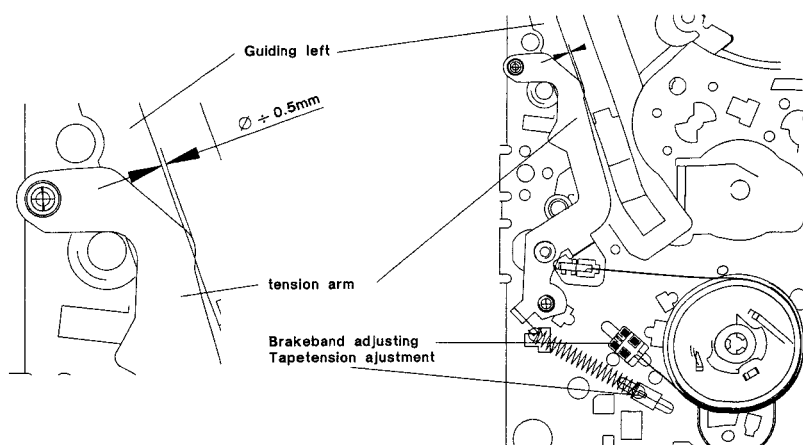 Guiding left
Ø ÷ 0.5mm
tension arm
Brakeband adjusting
Tapetension ajustment